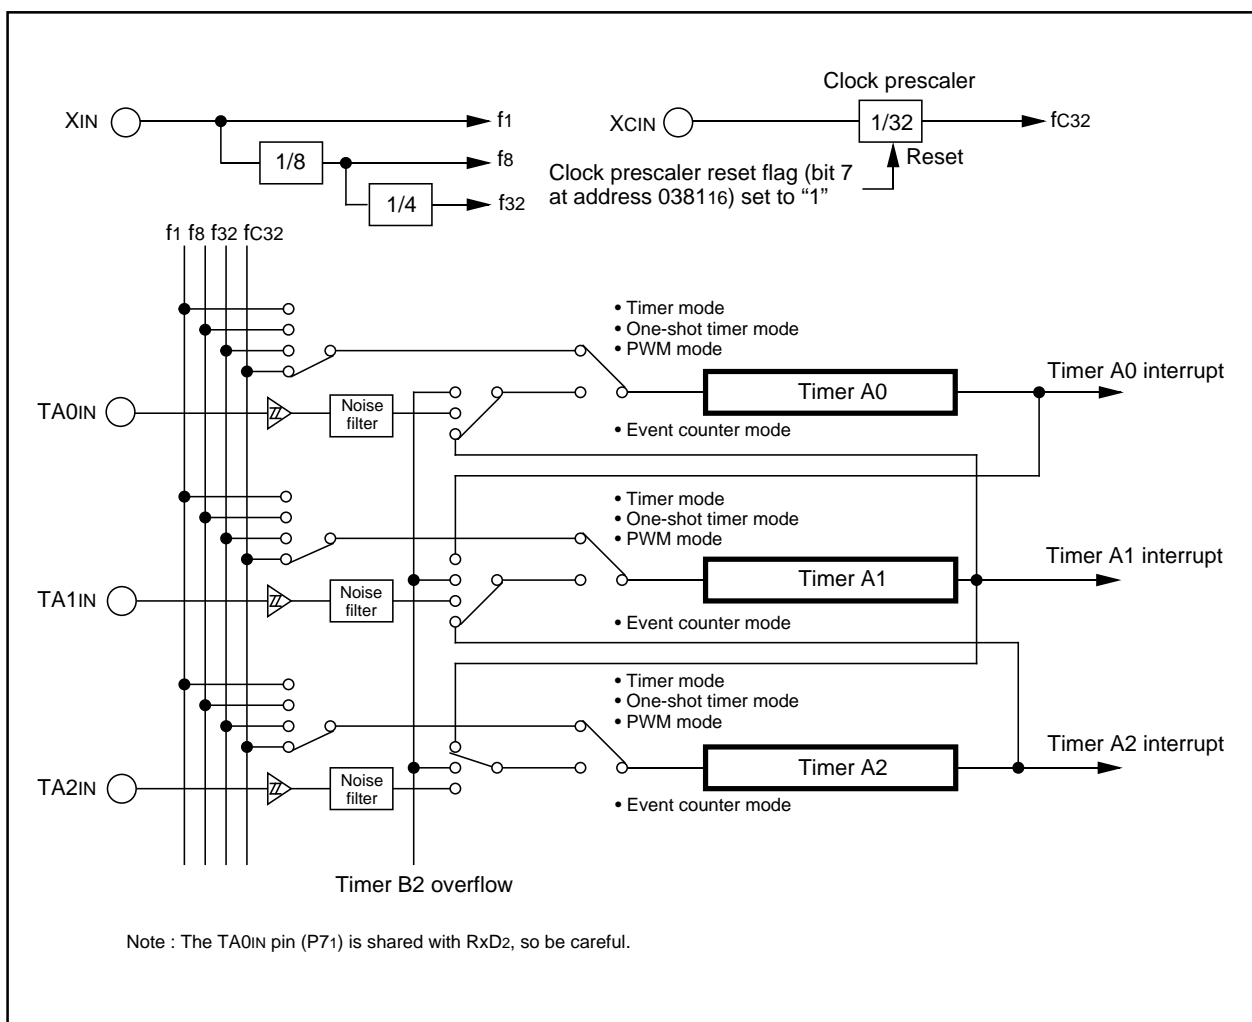 Clock prescaler
XIN
f1
XCIN
1/32
fC32
1/8
f8
Reset
Clock prescaler reset flag (bit 7
at address 038116) set to “1”
1/4
f32
f1 f8 f32 fC32
• Timer mode
• One-shot timer mode
• PWM mode
Timer A0 interrupt
TA0IN
Noise
filter
Timer A0
• Event counter mode
• Timer mode
• One-shot timer mode
• PWM mode
Timer A1 interrupt
TA1IN
Noise
filter
Timer A1
• Event counter mode
• Timer mode
• One-shot timer mode
• PWM mode
Timer A2 interrupt
TA2IN
Noise
filter
Timer A2
• Event counter mode
Timer B2 overflow
Note : The TA0IN pin (P71) is shared with RxD2, so be careful.